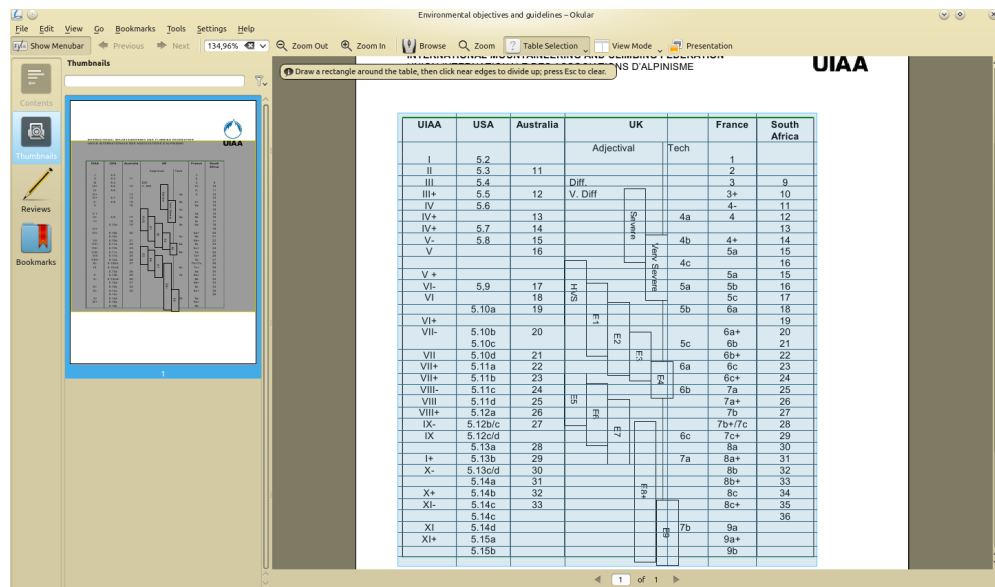 Environmental objectives and guidelines – Okular
File Edit View Go Bookmarks Tools Settings Help
Show Menubar Previous Next 134,96% Zoom Out Zoom In Browse Zoom Table Selection View Mode Presentation
Contents
Thumbnails
Reviews
Bookmarks
Thumbnails
UIAA
1
Draw a rectangle around the table, then click near edges to divide up; press Esc to clear.
INTERNATIONAL MOUNTAINEERING AND CLIMBING FEDERATION
D'ALPINISME
UIAA
UIAA USA Australia UK France South Africa
Adjectival Tech
I 5.2 1
II 5.3 11 2
III 5.4 Diff. 3 9
III+ 5.5 12 V. Diff 3+ 10
IV 5.6 4- 11
IV+ 13 4a 4 12
IV+ 5.7 14 13
V- 5.8 15 4b 4+ 14
V 16 5a 15
4c 16
V + 5a 15
VI- 5,9 17 5a 5b 16
VI 18 5c 17
5.10a 19 5b 6a 18
VI+ 19
VII- 5.10b 20 6a+ 20
5.10c 5c 6b 21
VII 5.10d 21 6b+ 22
VII+ 5.11a 22 6a 6c 23
VII+ 5.11b 23 6c+ 24
VIII- 5.11c 24 6b 7a 25
VIII 5.11d 25 7a+ 26
VIII+ 5.12a 26 7b 27
IX- 5.12b/c 27 7b+/7c 28
IX 5.12c/d 6c 7c+ 29
5.13a 28 8a 30
I+ 5.13b 29 7a 8a+ 31
X- 5.13c/d 30 8b 32
5.14a 31 8b+ 33
X+ 5.14b 32 8c 34
XI- 5.14c 33 8c+ 35
5.14c 36
XI 5.14d 7b 9a
XI+ 5.15a 9a+
5.15b 9b
Severe
Very Severe
HVS
E1
E2
E3
E4
E5
E6
E7
E8+
E9
1 of 1